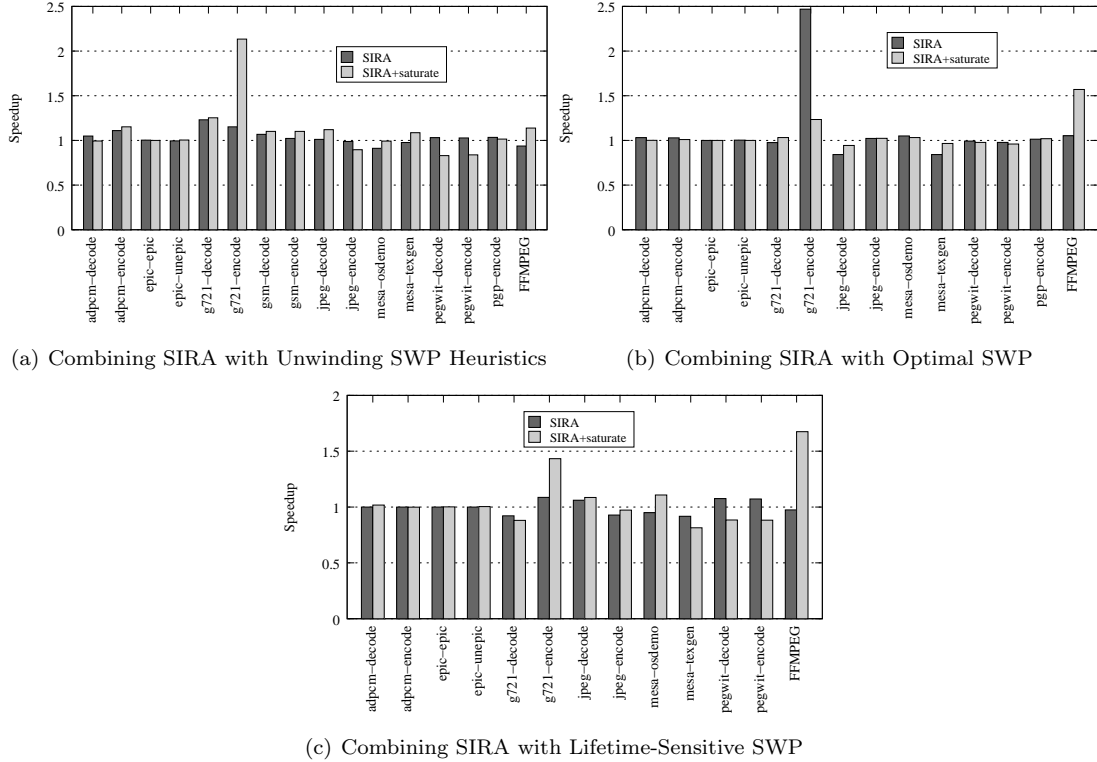 2.5
2
1.5
1
0.5
0
Speedup
SIRA
SIRA+saturate
adpcm−decode
adpcm−encode
epic−epic
epic−unepic
g721−decode
g721−encode
gsm−decode
gsm−encode
jpeg−decode
jpeg−encode
mesa−osdemo
mesa−texgen
pegwit−decode
pegwit−encode
pgp−encode
FFMPEG
(a) Combining SIRA with Unwinding SWP Heuristics
2.5
2
1.5
1
0.5
0
Speedup
SIRA
SIRA+saturate
adpcm−decode
adpcm−encode
epic−epic
epic−unepic
g721−decode
g721−encode
jpeg−decode
jpeg−encode
mesa−osdemo
mesa−texgen
pegwit−decode
pegwit−encode
pgp−encode
FFMPEG
(b) Combining SIRA with Optimal SWP
2
1.5
1
0.5
0
Speedup
SIRA
SIRA+saturate
adpcm−decode
adpcm−encode
epic−epic
epic−unepic
g721−decode
g721−encode
jpeg−decode
jpeg−encode
mesa−osdemo
mesa−texgen
pegwit−decode
pegwit−encode
FFMPEG
(c) Combining SIRA with Lifetime-Sensitive SWP